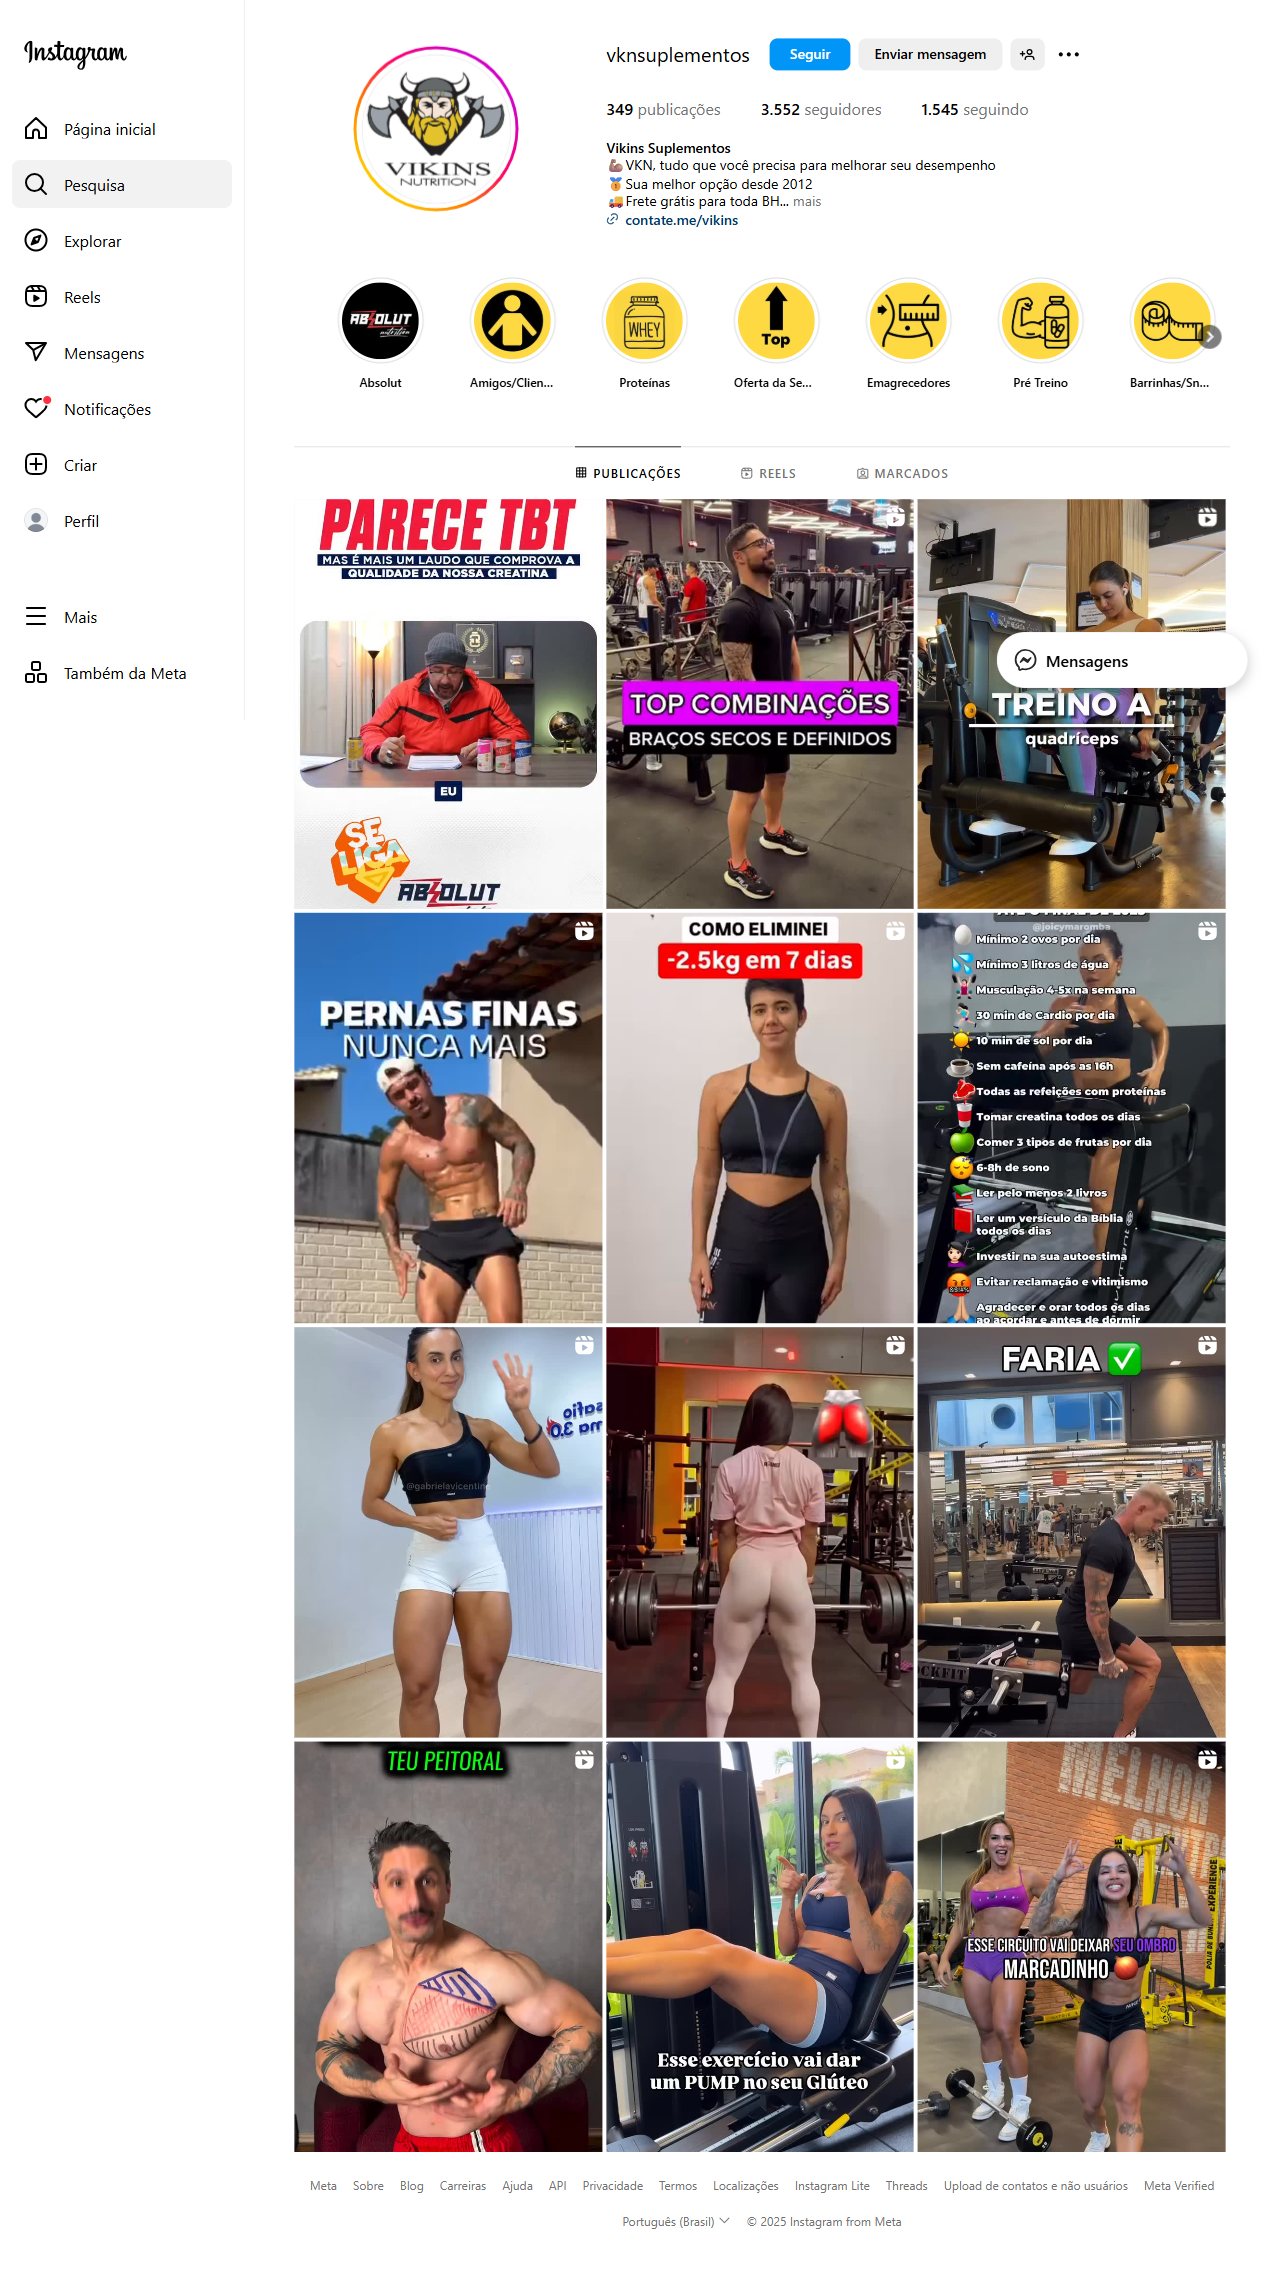 Instagram
Página inicial
Pesquisa
Explorar
Reels
Mensagens
Notificações
Criar
Perfil
Mais
Também da Meta
VIKINS
NUTRITION
vknsuplementos
Seguir
Enviar mensagem
349 publicações
3.552 seguidores
1.545 seguindo
Vikins Suplementos
VKN, tudo que você precisa para melhorar seu desempenho
Sua melhor opção desde 2012
Frete grátis para toda BH... mais
contate.me/vikins
ABSOLUT
nutrition
WHEY
Top
Absolut
Amigos/Clien...
Proteínas
Oferta da Se...
Emagrecedores
Pré Treino
Barrinhas/Sn...
PUBLICAÇÕES
REELS
MARCADOS
PARECE TBT
MAS É MAIS UM LAUDO QUE COMPROVA A
QUALIDADE DA NOSSA CREATINA
EU
SE
LIGA
ABSOLUT
TOP COMBINAÇÕES
BRAÇOS SECOS E DEFINIDOS
Mensagens
TREINO A
quadríceps
PERNAS FINAS
NUNCA MAIS
COMO ELIMINEI
-2.5kg em 7 dias
@joicymaromba
Mínimo 2 ovos por dia
Mínimo 3 litros de água
Musculação 4-5x na semana
30 min de Cardio por dia
10 min de sol por dia
Sem cafeína após as 16h
Todas as refeições com proteínas
Tomar creatina todos os dias
Comer 3 tipos de frutas por dia
6-8h de sono
Ler pelo menos 2 livros
Ler um versículo da Bíblia
todos os dias
Investir na sua autoestima
Evitar reclamação e vitimismo
Agradecer e orar todos os dias
ao acordar e antes de dormir
@gabrielavicentin
FARIA
TEU PEITORAL
Esse exercício vai dar
um PUMP no seu Glúteo
MELHOR
EXPERIENCE
ESSE CIRCUITO VAI DEIXAR SEU OMBRO
MARCADINHO
Meta
Sobre
Blog
Carreiras
Ajuda
API
Privacidade
Termos
Localizações
Instagram Lite
Threads
Upload de contatos e não usuários
Meta Verified
Português (Brasil)
© 2025 Instagram from Meta